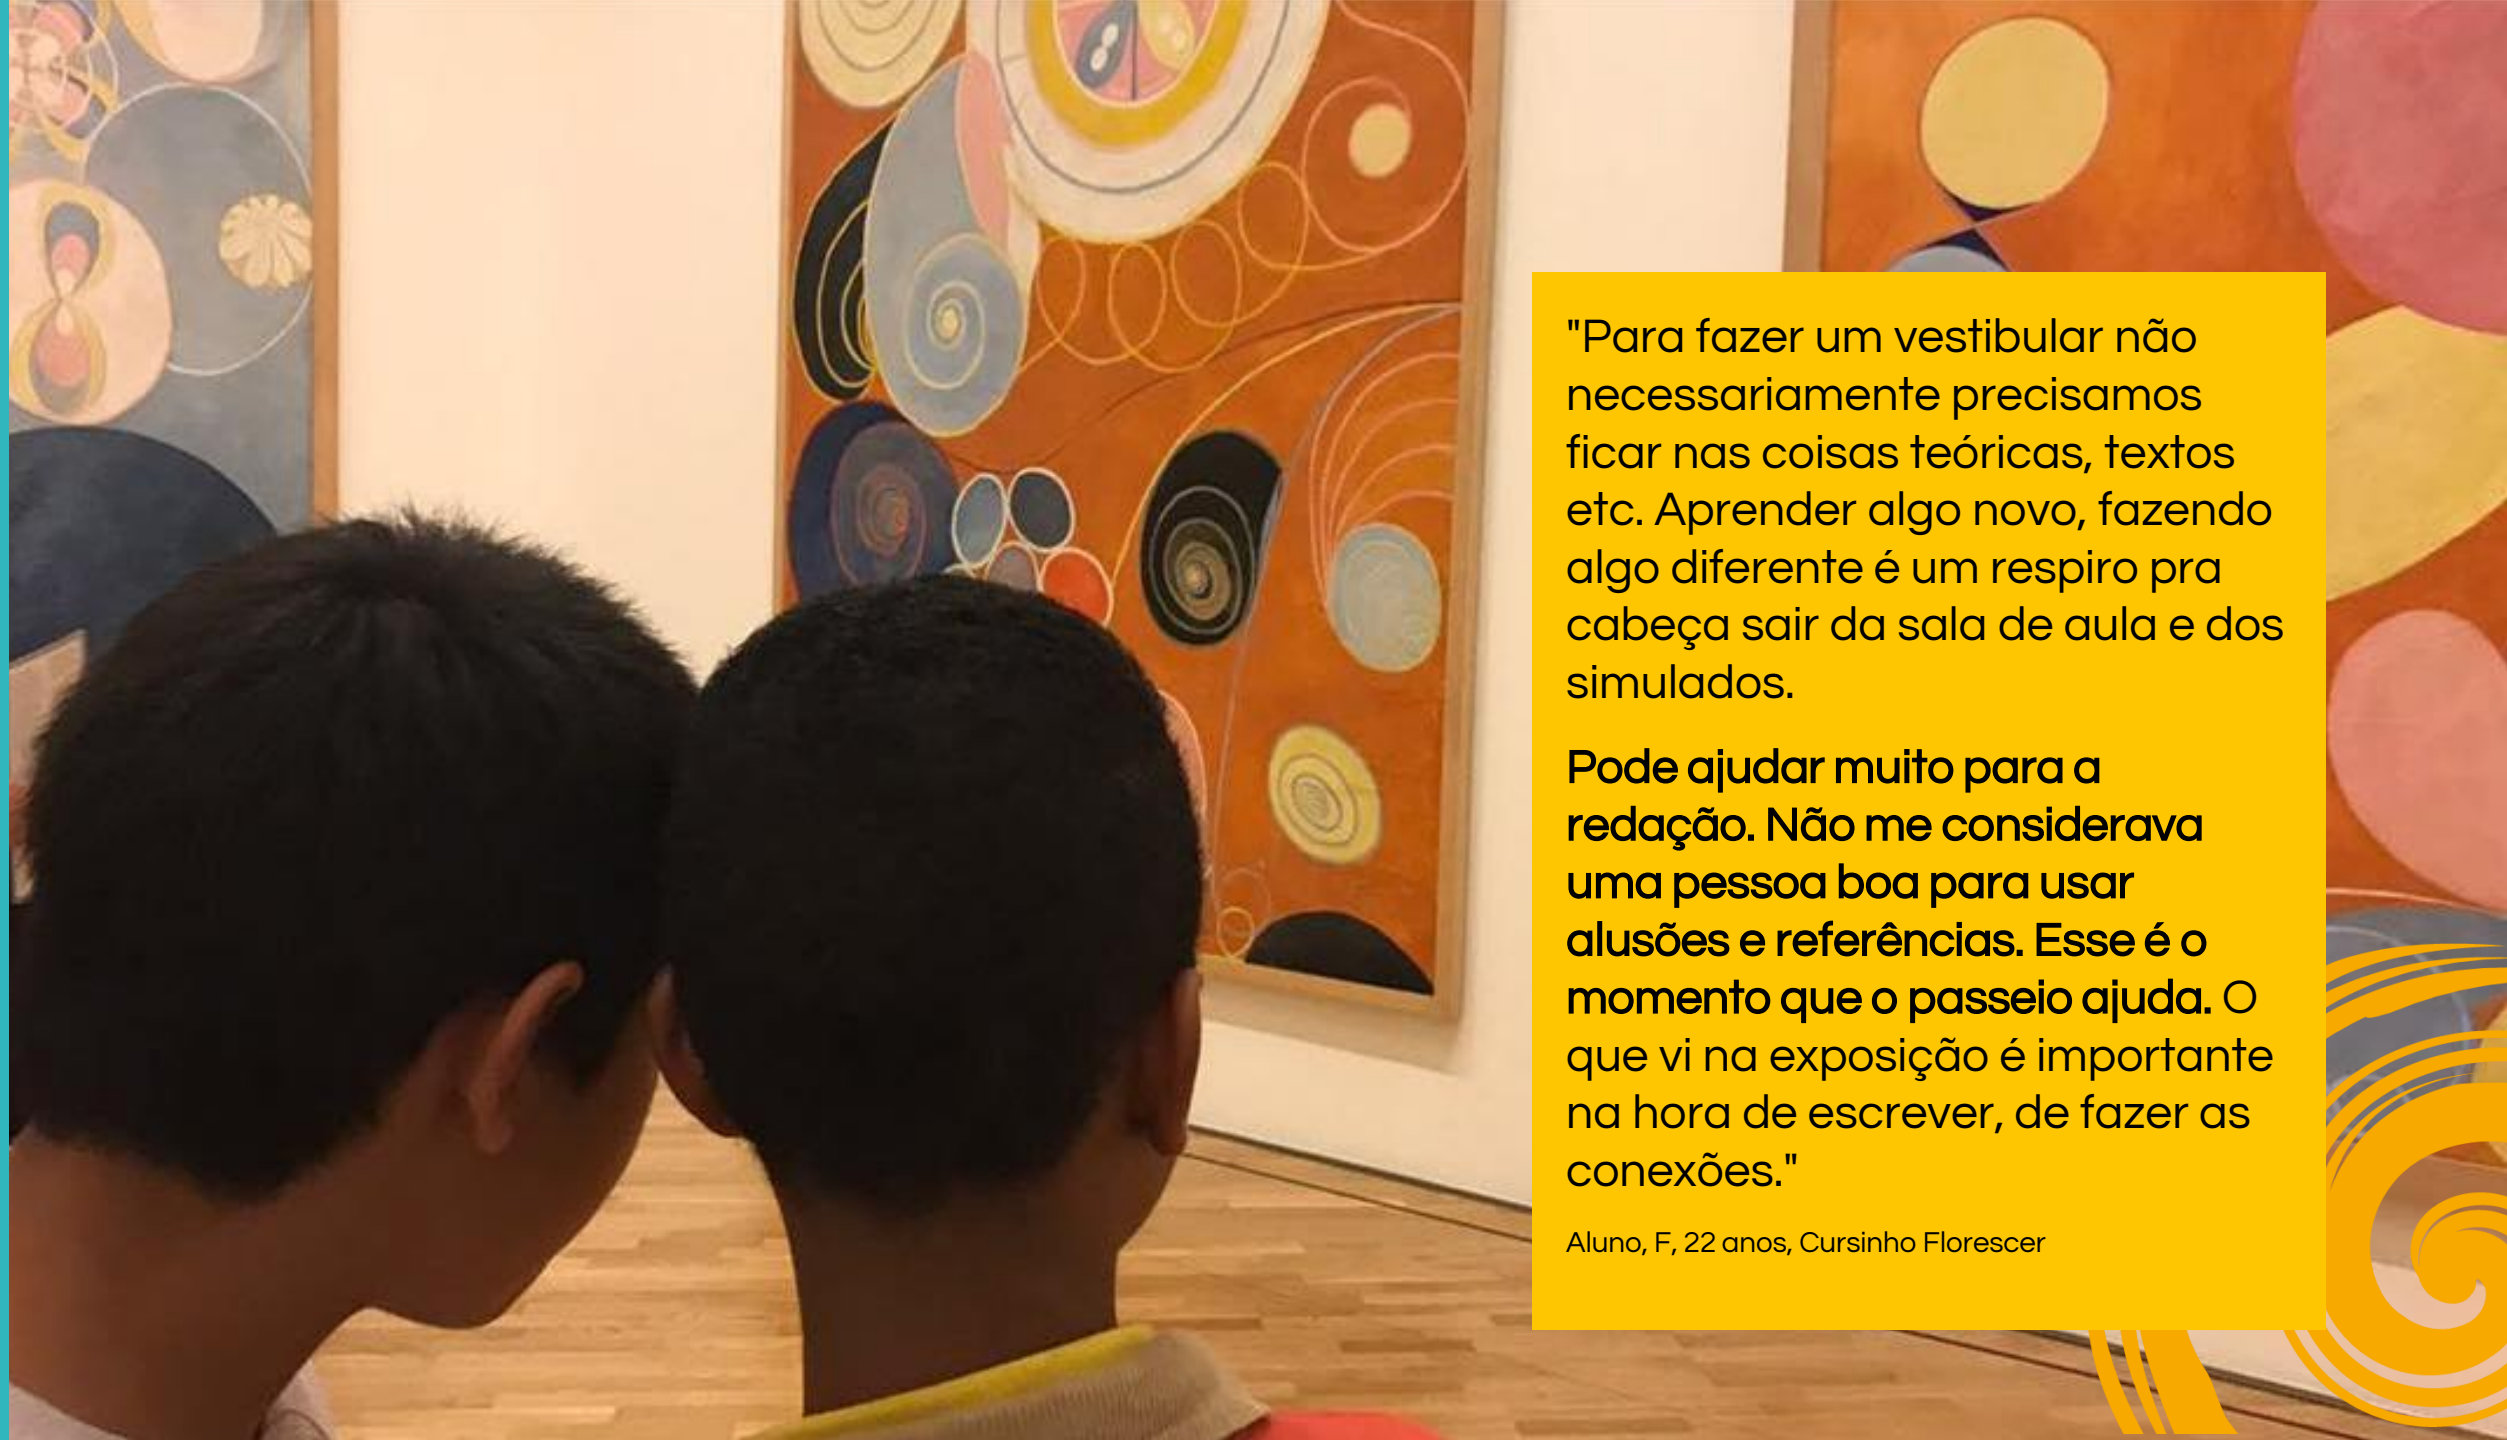 "Para fazer um vestibular não
necessariamente precisamos
ficar nas coisas teóricas, textos
etc. Aprender algo novo, fazendo
algo diferente é um respiro pra
cabeça sair da sala de aula e dos
simulados.
Pode ajudar muito para a
redação. Não me considerava
uma pessoa boa para usar
alusões e referências. Esse é o
momento que o passeio ajuda. O
que vi na exposição é importante
na hora de escrever, de fazer as
conexões."
Aluno, F, 22 anos, Cursinho Florescer